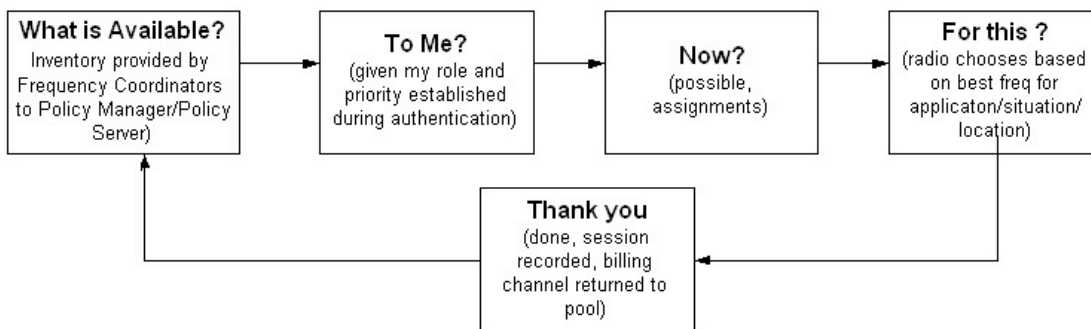 What is Available?
Inventory provided by
Frequency Coordinators
to Policy Manager/Policy
Server)
To Me?
(given my role and
priority established
during authentication)
Now?
(possible,
assignments)
For this ?
(radio chooses based
on best freq for
applicaton/situation/
location)
Thank you
(done, session
recorded, billing
channel returned to
pool)